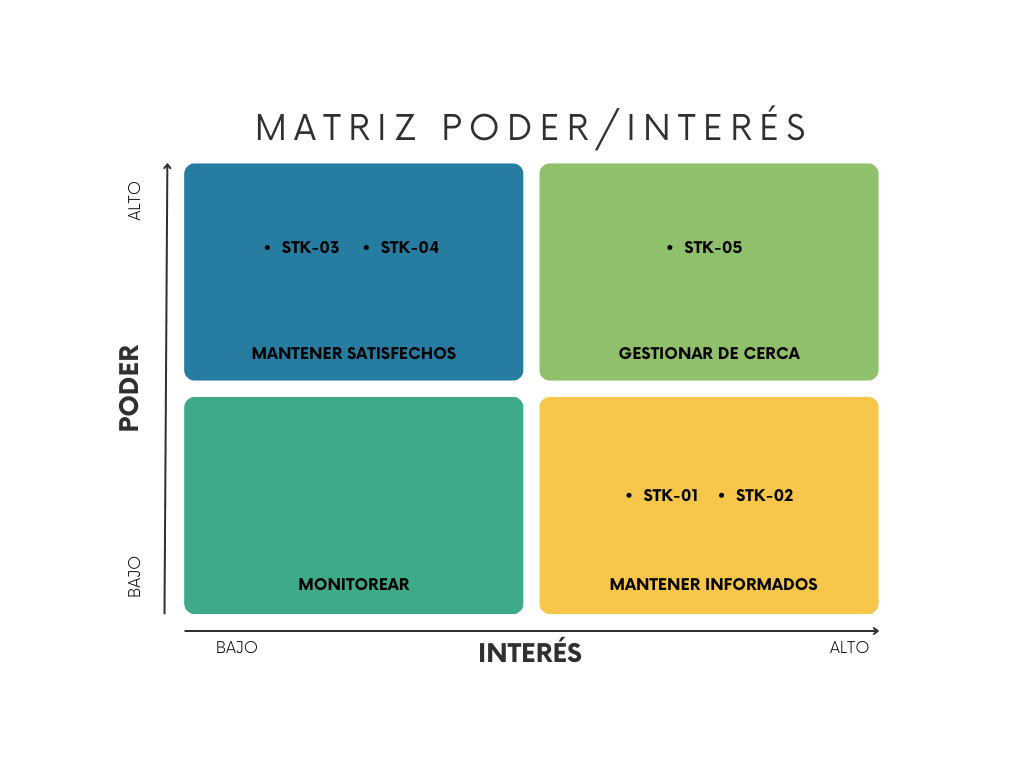 MATRIZ PODER/INTERÉS
ALTO
PODER
BAJO
• STK-03 • STK-04
MANTENER SATISFECHOS
• STK-05
GESTIONAR DE CERCA
MONITOREAR
• STK-01 • STK-02
MANTENER INFORMADOS
BAJO
INTERÉS
ALTO